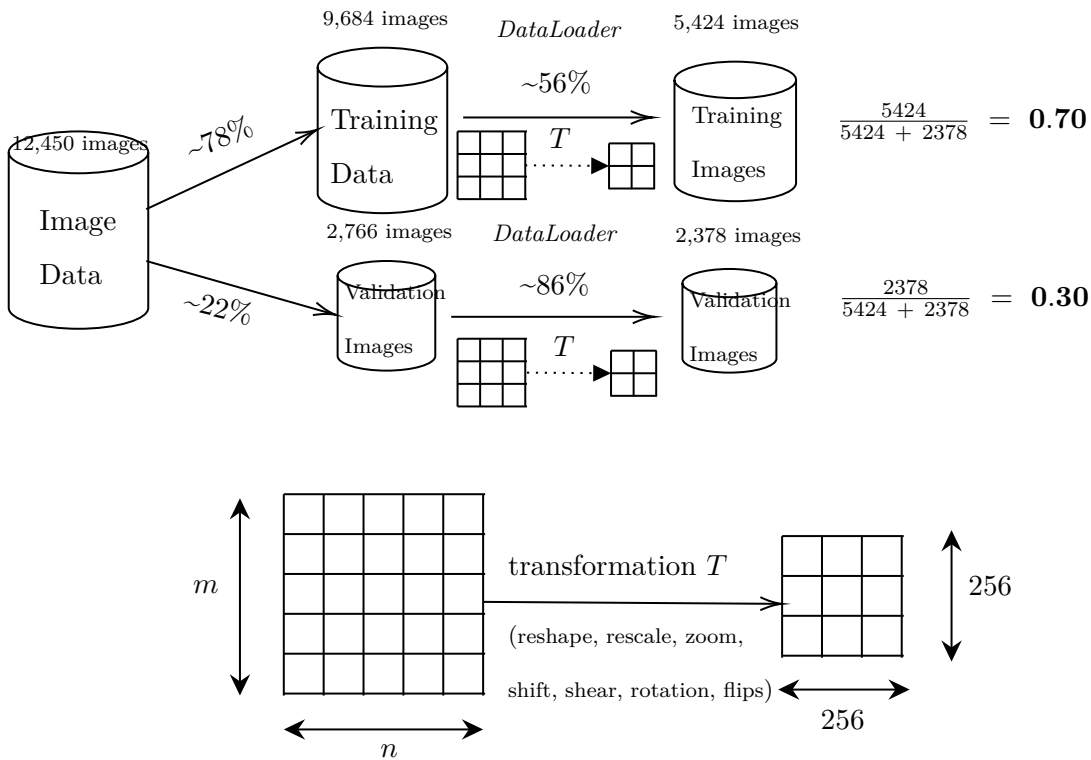 9,684 images
DataLoader
5,424 images
~56%
~78%
12,450 images
Training
Data
T
Training
Images
5424
5424 + 2378
= 0.70
Image
Data
2,766 images
DataLoader
2,378 images
~22%
~86%
Validation
Images
T
Validation
Images
2378
5424 + 2378
= 0.30
m
transformation T
(reshape, rescale, zoom,
shift, shear, rotation, flips)
256
256
n